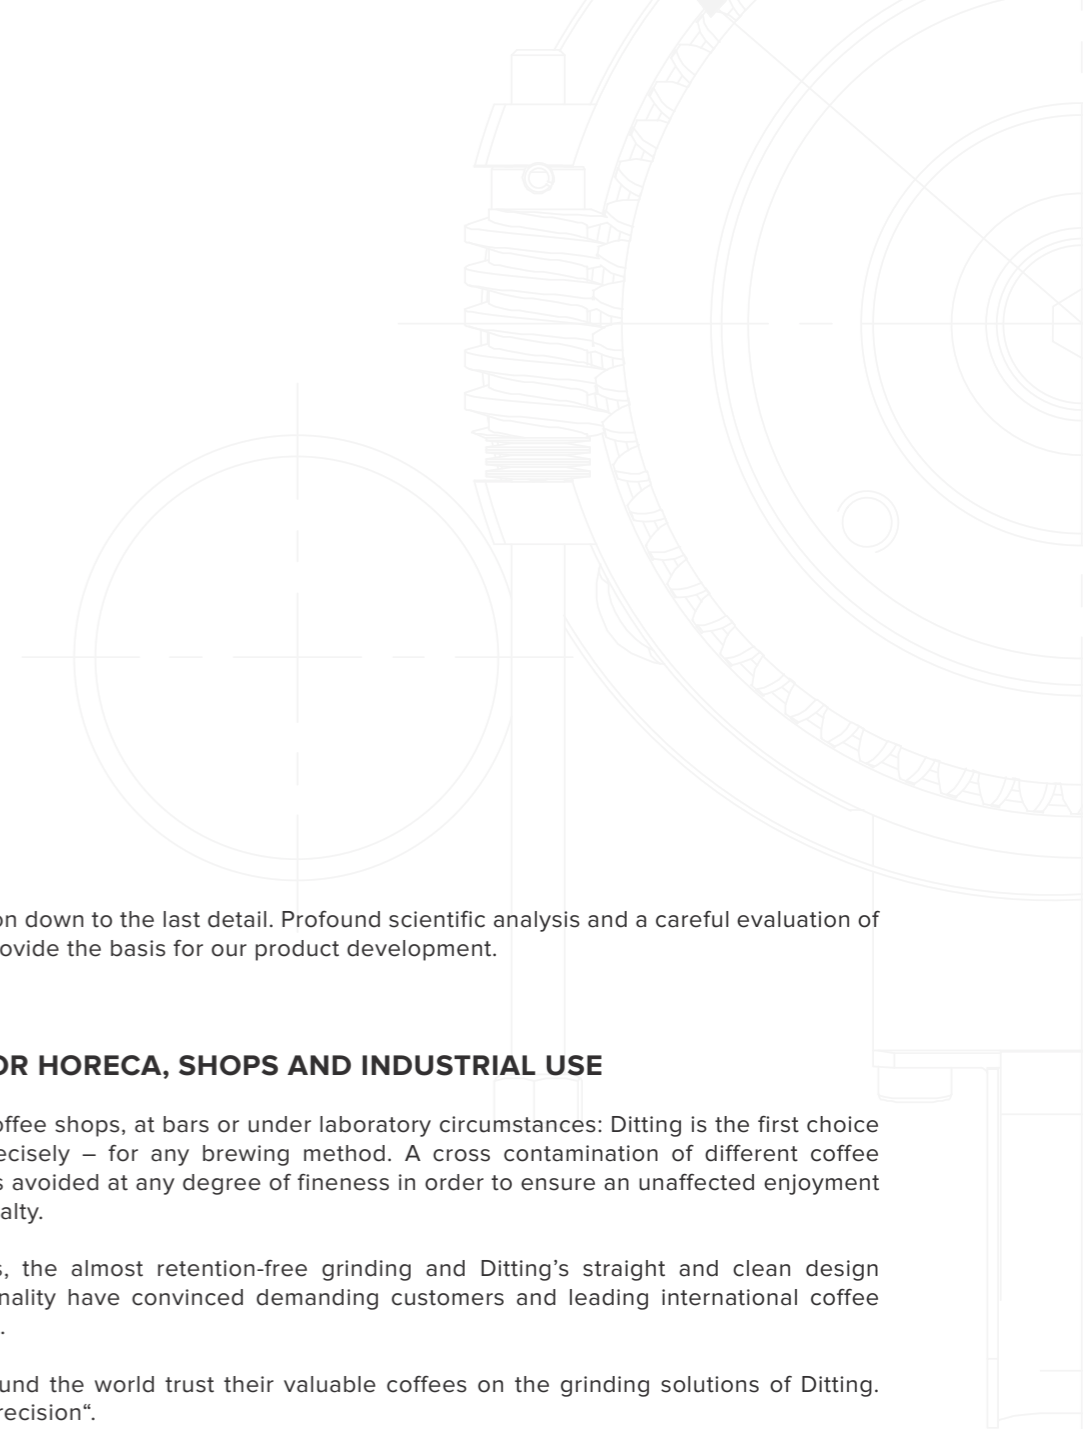 on down to the last detail. Profound scientific analysis and a careful evaluation of
ovide the basis for our product development.
OR HORECA, SHOPS AND INDUSTRIAL USE
offee shops, at bars or under laboratory circumstances: Ditting is the first choice
ecisely – for any brewing method. A cross contamination of different coffee
s avoided at any degree of fineness in order to ensure an unaffected enjoyment
alty.
s, the almost retention-free grinding and Ditting’s straight and clean design
nality have convinced demanding customers and leading international coffee
.
und the world trust their valuable coffees on the grinding solutions of Ditting.
recision“.